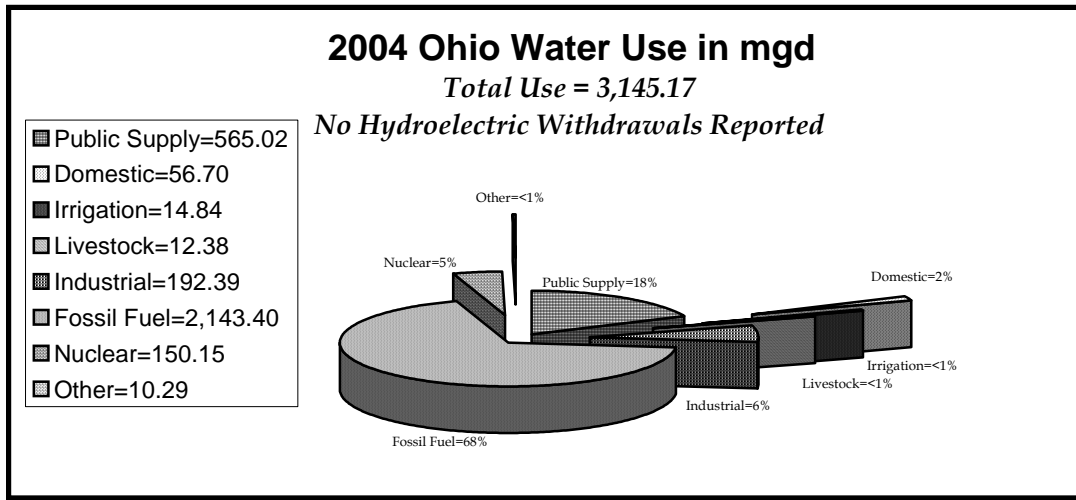 2004 Ohio Water Use in mgd
Total Use = 3,145.17
No Hydroelectric Withdrawals Reported
Public Supply=565.02
Domestic=56.70
Irrigation=14.84
Livestock=12.38
Industrial=192.39
Fossil Fuel=2,143.40
Nuclear=150.15
Other=10.29
Other=<1%
Nuclear=5%
Public Supply=18%
Domestic=2%
Irrigation=<1%
Livestock=<1%
Industrial=6%
Fossil Fuel=68%